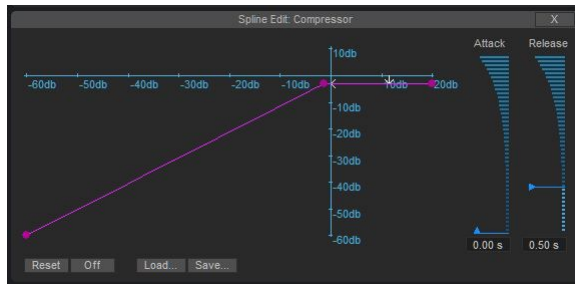 Spline Edit: Compressor X
Attack Release
10db
-60db -50db -40db -30db -20db -10db 10db 20db
-10db
-20db
-30db
-40db
-50db
-60db
0.00 s 0.50 s
Reset Off Load... Save...